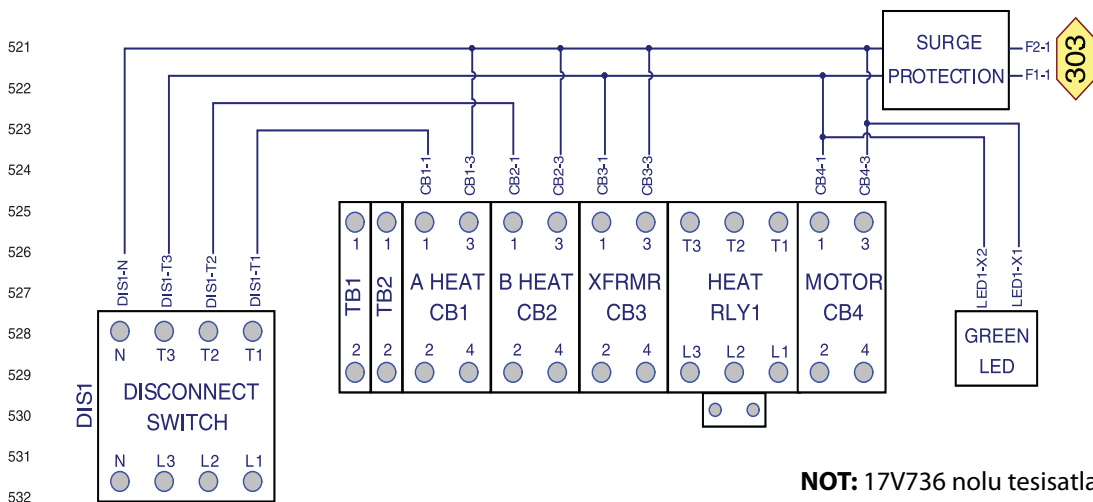 521
522
523
524
525
526
527
528
529
530
531
532
SURGE
PROTECTION
F2-1
F1-1
303
CB1-1
CB1-3
CB2-1
CB2-3
CB3-1
CB3-3
CB4-1
CB4-3
DIS1-N
DIS1-T3
DIS1-T2
DIS1-T1
LED1-X2
LED1-X1
1 1 1 3 1 3 1 3 T3 T2 T1 1 3
TB1
TB2
A HEAT
CB1
B HEAT
CB2
XFRMR
CB3
HEAT
RLY1
MOTOR
CB4
2 2 2 4 2 4 2 4 L3 L2 L1 2 4
GREEN
LED
N T3 T2 T1
DIS1
DISCONNECT
SWITCH
N L3 L2 L1
NOT: 17V736 nolu tesisatla